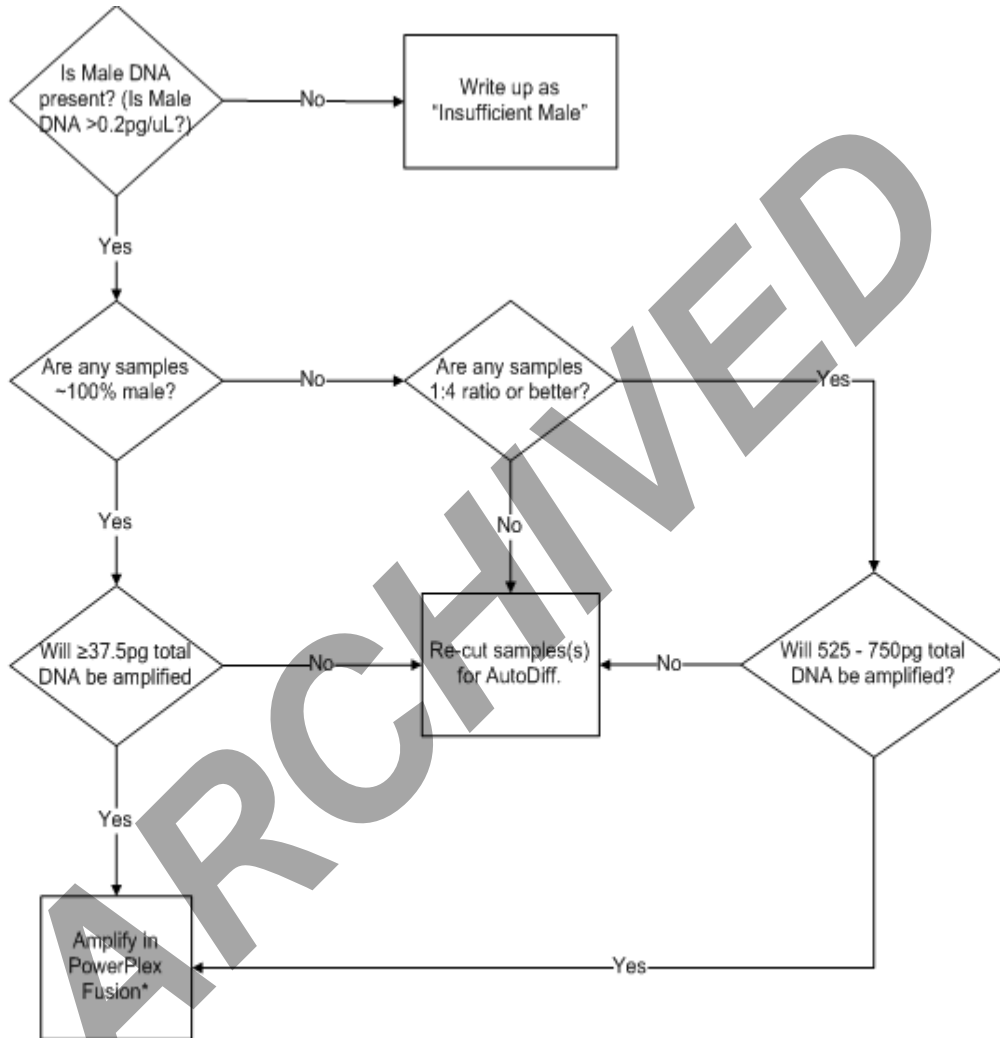 Is Male DNA
present? (Is Male
DNA >0.2pg/uL?)
No
Write up as
"Insufficient Male"
Yes
Are any samples
~100% male?
No
Are any samples
1:4 ratio or better?
Yes
Yes
No
Will ≥37.5pg total
DNA be amplified
No
Re-cut samples(s)
for AutoDiff.
No
Will 525 - 750pg total
DNA be amplified?
Yes
Amplify in
PowerPlex
Fusion*
Yes
ARCHIVED